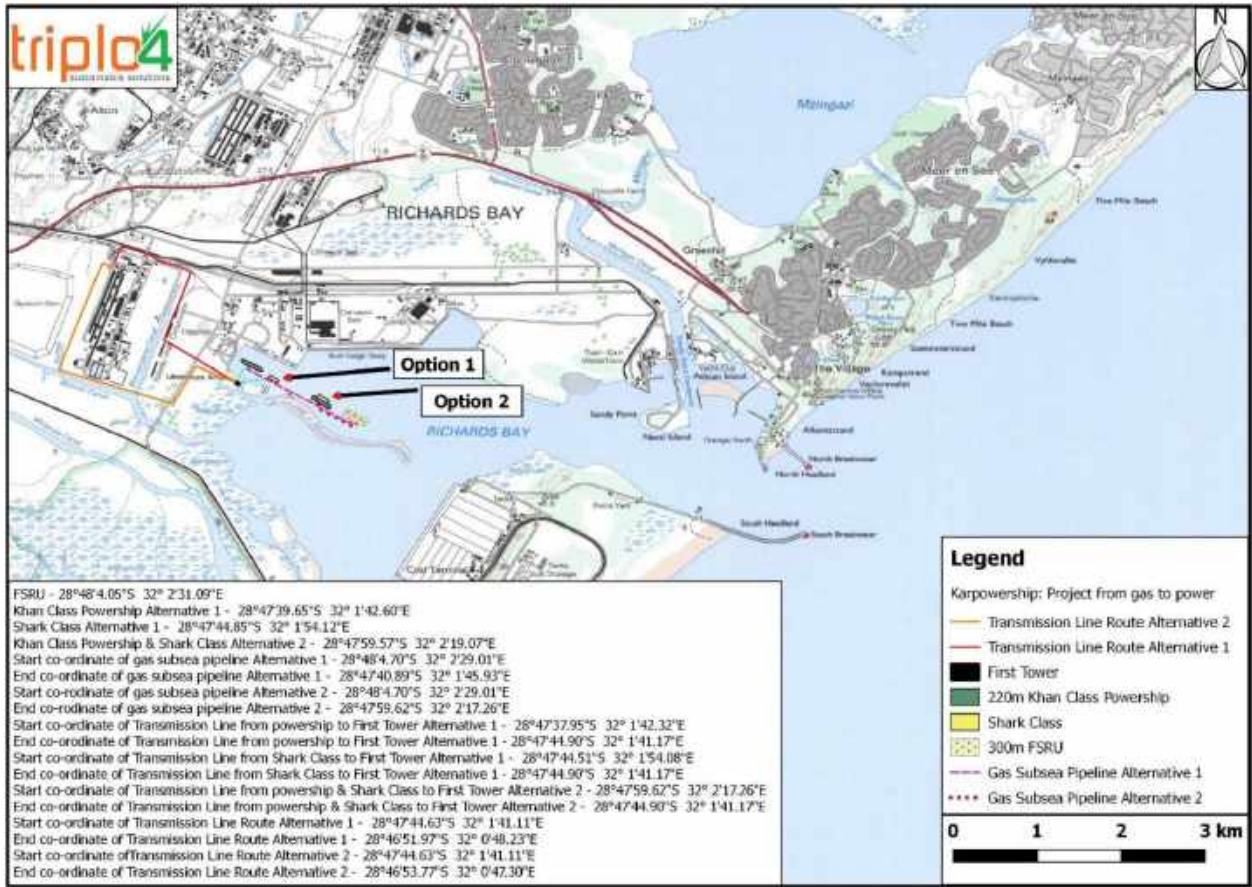 triplo4
sustainable solutions
N
Mzingazi
Alton
RICHARDS BAY
Meer en See
Five Mile Beach
Two Mile Beach
The Village
Pelican Island
Sandy Point
Naval Island
Alkantstrand
North Breakwater
North Headland
South Headland
South Breakwater
Option 1
Option 2
RICHARDS BAY
FSRU - 28°48'4.05"S 32° 2'31.09"E
Khan Class Powership Alternative 1 - 28°47'39.65"S 32° 1'42.60"E
Shark Class Alternative 1 - 28°47'44.85"S 32° 1'54.12"E
Khan Class Powership & Shark Class Alternative 2 - 28°47'59.57"S 32° 2'19.07"E
Start co-ordinate of gas subsea pipeline Alternative 1 - 28°48'4.70"S 32° 2'29.01"E
End co-ordinate of gas subsea pipeline Alternative 1 - 28°47'40.89"S 32° 1'45.93"E
Start co-rodinate of gas subsea pipeline Alternative 2 - 28°48'4.70"S 32° 2'29.01"E
End co-rodinate of gas subsea pipeline Alternative 2 - 28°47'59.62"S 32° 2'17.26"E
Start co-ordinate of Transmission Line from powership to First Tower Alternative 1 - 28°47'37.95"S 32° 1'42.32"E
End co-orodinate of Transmission Line from powership to First Tower Alternative 1 - 28°47'44.90"S 32° 1'41.17"E
Start co-ordinate of Transmission Line from Shark Class to First Tower Alternative 1 - 28°47'44.51"S 32° 1'54.08"E
End co-ordinate of Transmission Line from Shark Class to First Tower Alternative 1 - 28°47'44.90"S 32° 1'41.17"E
Start co-ordinate of Transmission Line from powership & Shark Class to First Tower Alternative 2 - 28°47'59.62"S 32° 2'17.26"E
End co-ordinate of Transmission Line from powership & Shark Class to First Tower Alternative 2 - 28°47'44.90"S 32° 1'41.17"E
Start co-ordinate of Transmission Line Route Alternative 1 - 28°47'44.63"S 32° 1'41.11"E
End co-ordinate of Transmission Line Route Alternative 1 - 28°46'51.97"S 32° 0'48.23"E
Start co-ordinate ofTransmission Line Route Alternative 2 - 28°47'44.63"S 32° 1'41.11"E
End co-ordinate of Transmission Line Route Alternative 2 - 28°46'53.77"S 32° 0'47.30"E
Legend
Karpowership: Project from gas to power
Transmission Line Route Alternative 2
Transmission Line Route Alternative 1
First Tower
220m Khan Class Powership
Shark Class
300m FSRU
Gas Subsea Pipeline Alternative 1
Gas Subsea Pipeline Alternative 2
0 1 2 3 km